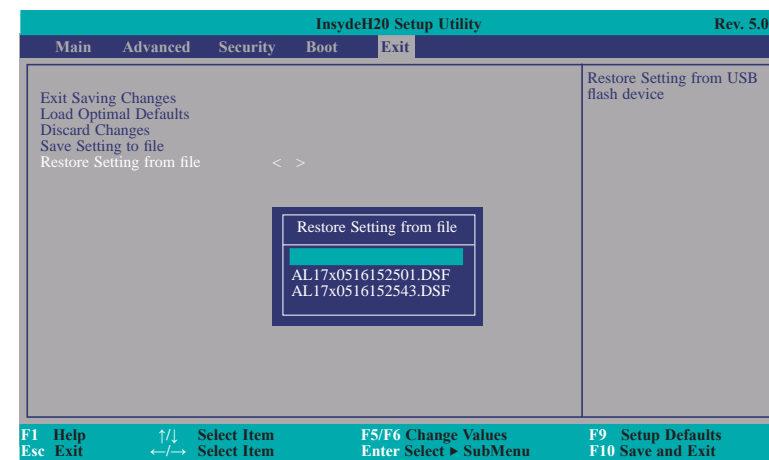 InsydeH20 Setup Utility Rev. 5.0
Main Advanced Security Boot Exit
Exit Saving Changes
Load Optimal Defaults
Discard Changes
Save Setting to file
Restore Setting from file < >
Restore Setting from USB
flash device
Restore Setting from file
AL17x0516152501.DSF
AL17x0516152543.DSF
F1 Help ↑/↓ Select Item F5/F6 Change Values F9 Setup Defaults
Esc Exit ←/→ Select Item Enter Select ► SubMenu F10 Save and Exit